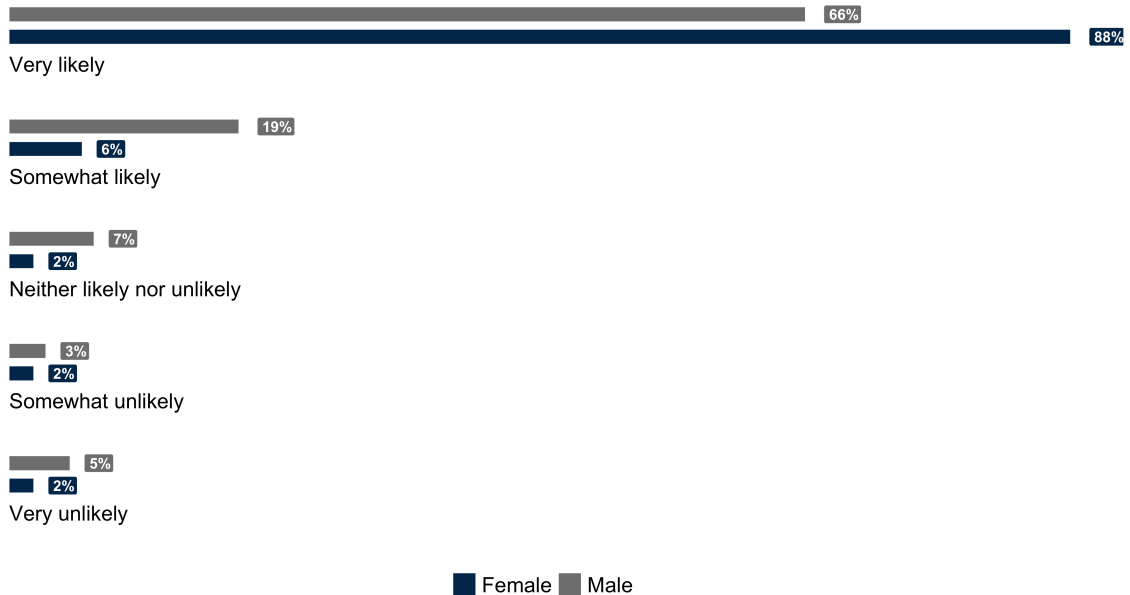 66%
88%
Very likely
19%
6%
Somewhat likely
7%
2%
Neither likely nor unlikely
3%
2%
Somewhat unlikely
5%
2%
Very unlikely
Female Male